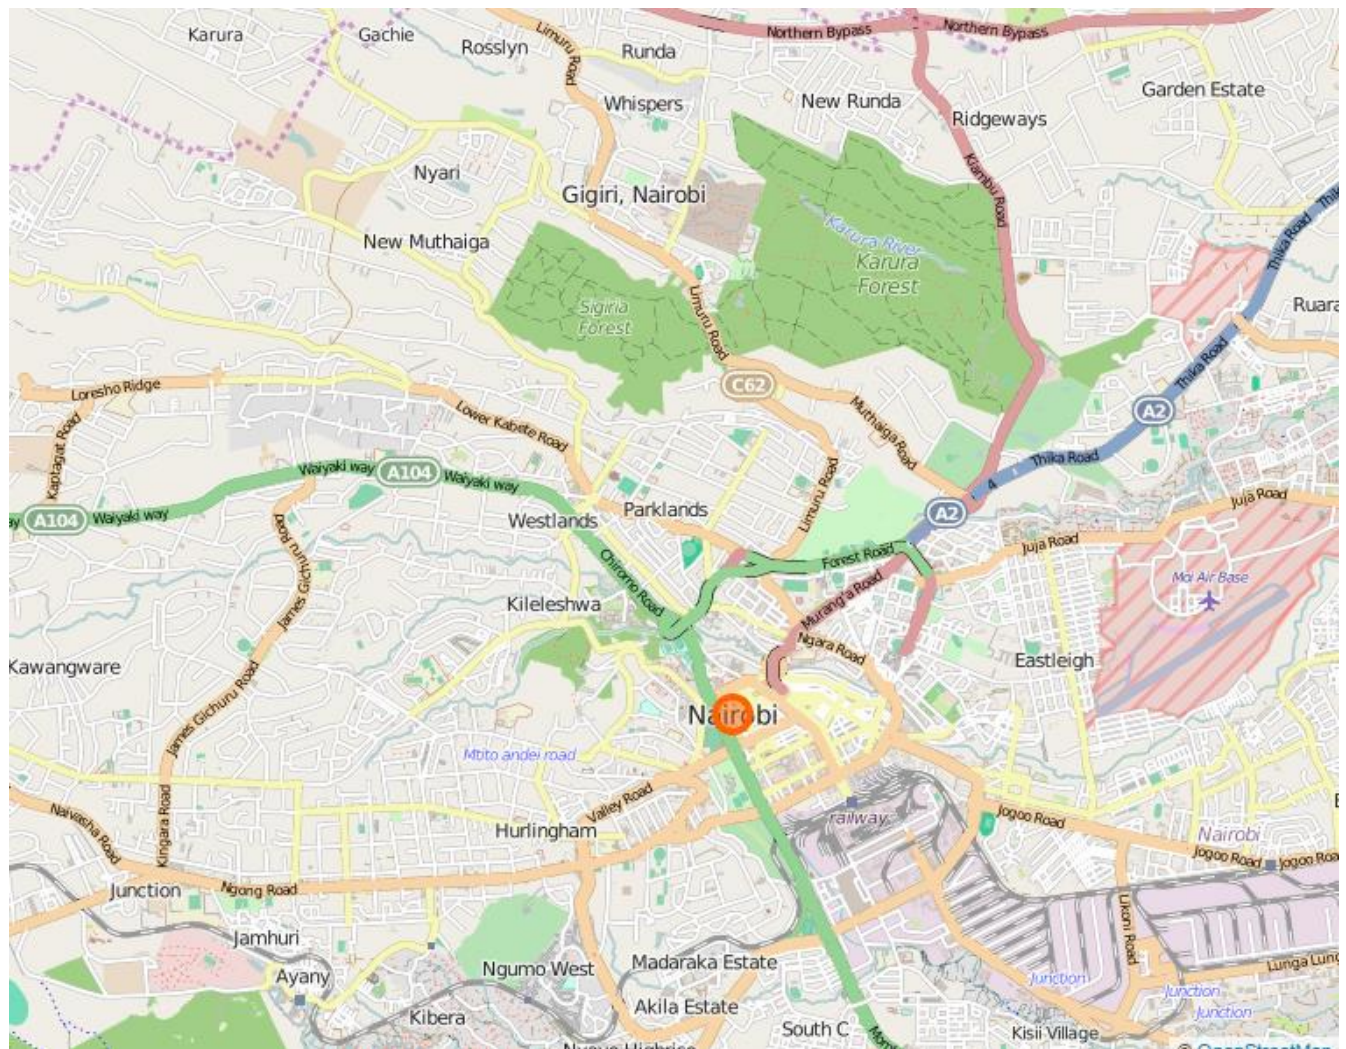 Karura
Gachie
Rosslyn
Limuru Road
Runda
Northern Bypass
Northern Bypass
Whispers
New Runda
Garden Estate
Ridgeways
Nyari
Gigiri, Nairobi
Kiambu Road
Thika Road
New Muthaiga
Karura River
Karura
Forest
Sigiria
Forest
Limuru Road
Thika Road
C62
Loresho Ridge
Lower Kabete Road
Muthaiga Road
A2
Kaptagat Road
Waiyaki way
A104
Waiyaki way
Thika Road
4
Limuru Road
Juja Road
A104
Waiyaki way
Westlands
Parklands
A2
James Gichuru Road
Chiromo Road
Forest Road
Juja Road
Moi Air Base
Kileleshwa
Murang'a Road
Ngara Road
Kawangware
Eastleigh
James Gichuru Road
Nairobi
Mtito andei road
Valley Road
railway
Naivasha Road
Kingara Road
Hurlingham
Jogoo Road
Nairobi
Jogoo Road
Junction
Ngong Road
Likoni Road
Jamhuri
Ayany
Ngumo West
Madaraka Estate
Junction
Junction
Junction
Akila Estate
Kibera
South C
Kisii Village